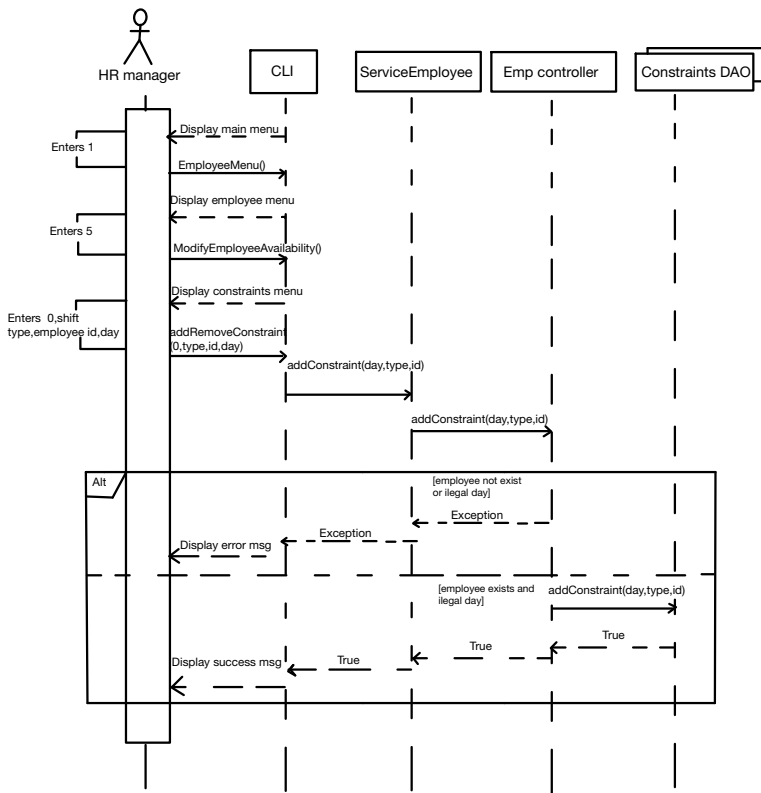 HR manager
CLI
ServiceEmployee
Emp controller
Constraints DAO
Display main menu
Enters 1
EmployeeMenu()
Display employee menu
Enters 5
ModifyEmployeeAvailability()
Display constraints menu
Enters 0,shift
type,employee id,day
addRemoveConstraint
(0,type,id,day)
addConstraint(day,type,id)
addConstraint(day,type,id)
Alt
[employee not exist
or ilegal day]
Exception
Exception
Display error msg
[employee exists and
ilegal day]
addConstraint(day,type,id)
True
True
True
Display success msg